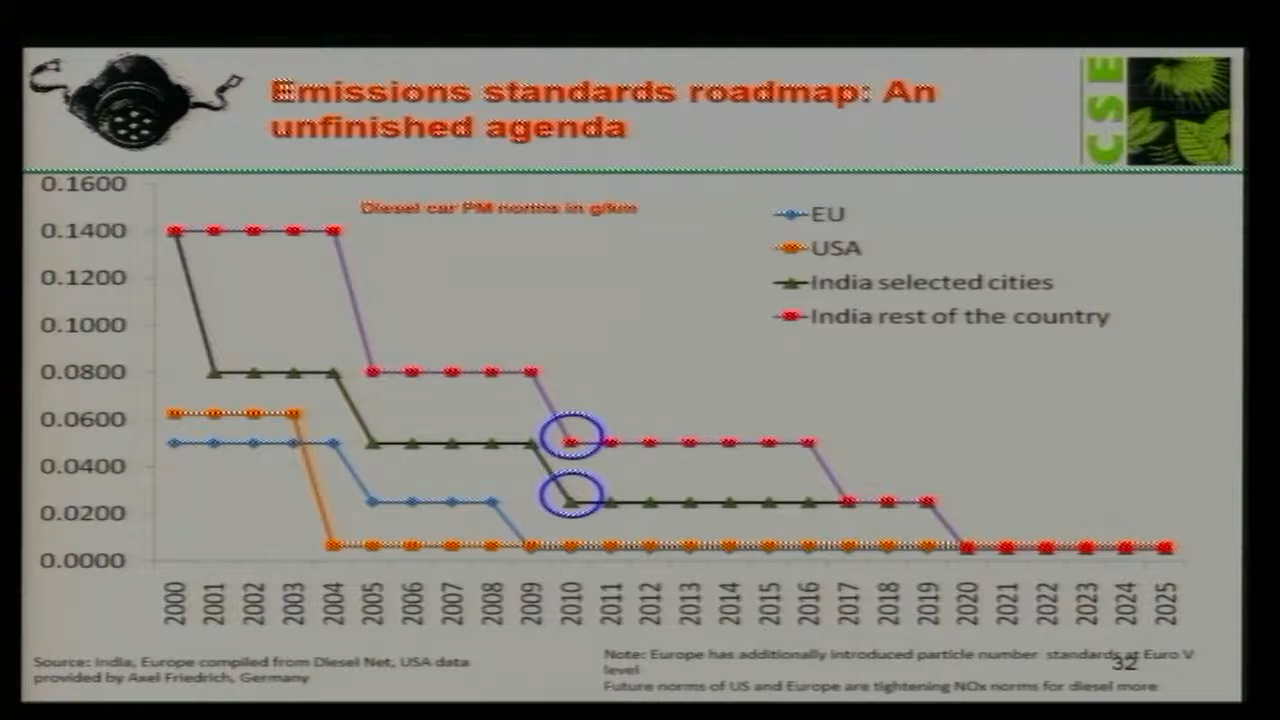 Emissions standards roadmap: An
unfinished agenda
CSE
Diesel car PM norms in g/km
0.1600
0.1400
0.1200
0.1000
0.0800
0.0600
0.0400
0.0200
0.0000
EU
USA
India selected cities
India rest of the country
2000 2001 2002 2003 2004 2005 2006 2007 2008 2009 2010 2011 2012 2013 2014 2015 2016 2017 2018 2019 2020 2021 2022 2023 2024 2025
Source: India, Europe compiled from Diesel Net, USA data
provided by Axel Friedrich, Germany
Note: Europe has additionally introduced particle number standards at Euro V
level
Future norms of US and Europe are tightening NOx norms for diesel more
32